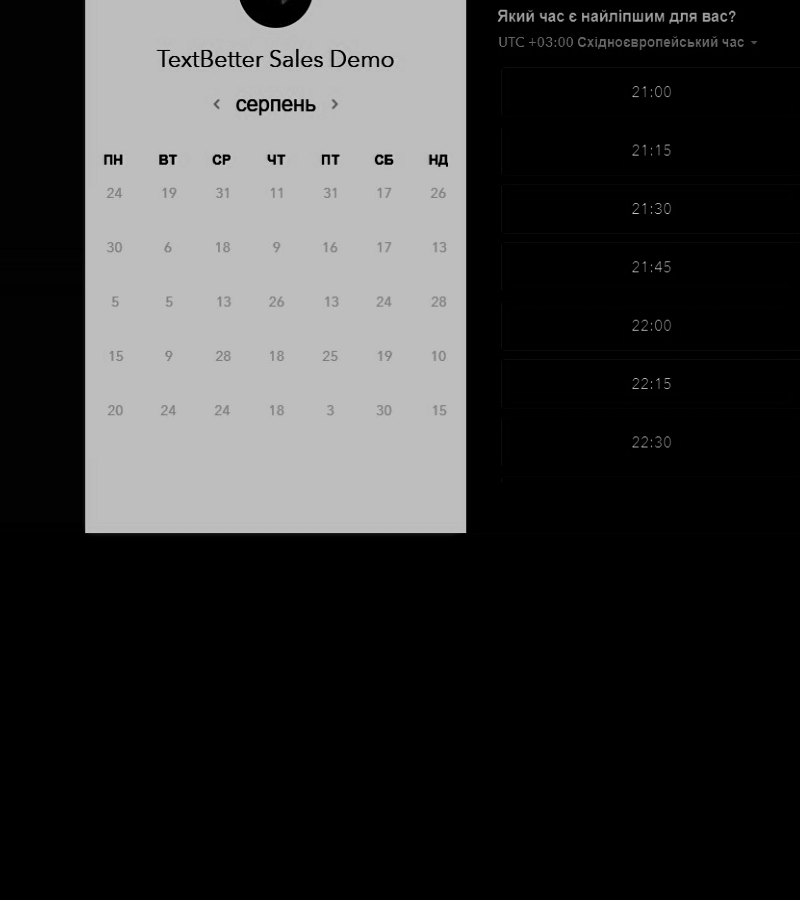 TextBetter Sales Demo
‹ серпень ›
ПН ВТ СР ЧТ ПТ СБ НД
24 19 31 11 31 17 26
30 6 18 9 16 17 13
5 5 13 26 13 24 28
15 9 28 18 25 19 10
20 24 24 18 3 30 15
Який час є найліпшим для вас?
UTC +03:00 Східноєвропейський час
21:00
21:15
21:30
21:45
22:00
22:15
22:30